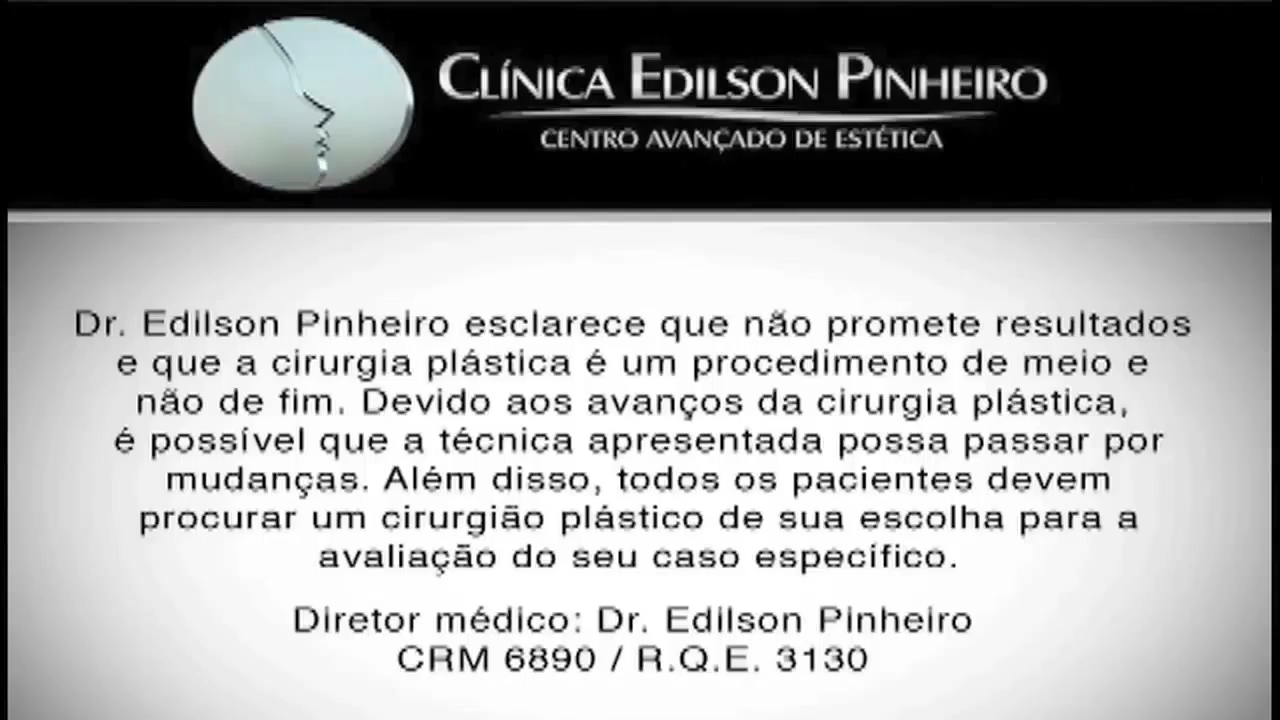 CLÍNICA EDILSON PINHEIRO
CENTRO AVANÇADO DE ESTÉTICA
Dr. Edilson Pinheiro esclarece que não promete resultados
e que a cirurgia plástica é um procedimento de meio e
não de fim. Devido aos avanços da cirurgia plástica,
é possível que a técnica apresentada possa passar por
mudanças. Além disso, todos os pacientes devem
procurar um cirurgião plástico de sua escolha para a
avaliação do seu caso específico.
Diretor médico: Dr. Edilson Pinheiro
CRM 6890 / R.Q.E. 3130